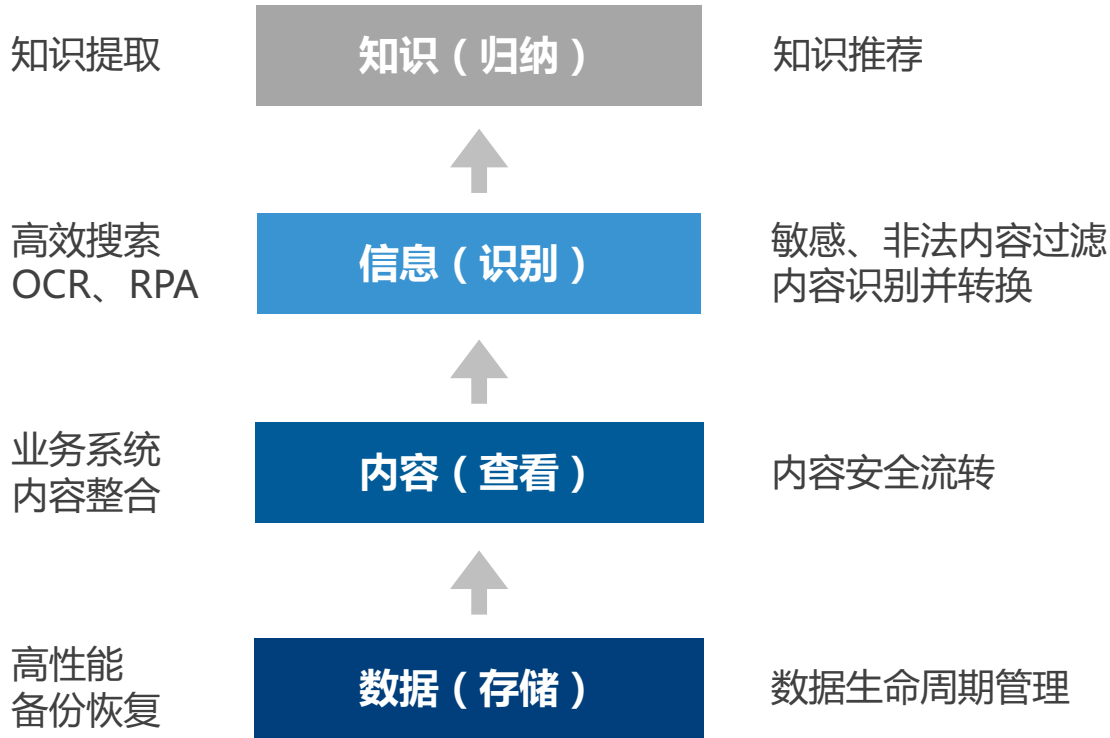 知识提取
知识（归纳）
知识推荐
高效搜索
OCR、RPA
信息（识别）
敏感、非法内容过滤
内容识别并转换
业务系统
内容整合
内容（查看）
内容安全流转
高性能
备份恢复
数据（存储）
数据生命周期管理